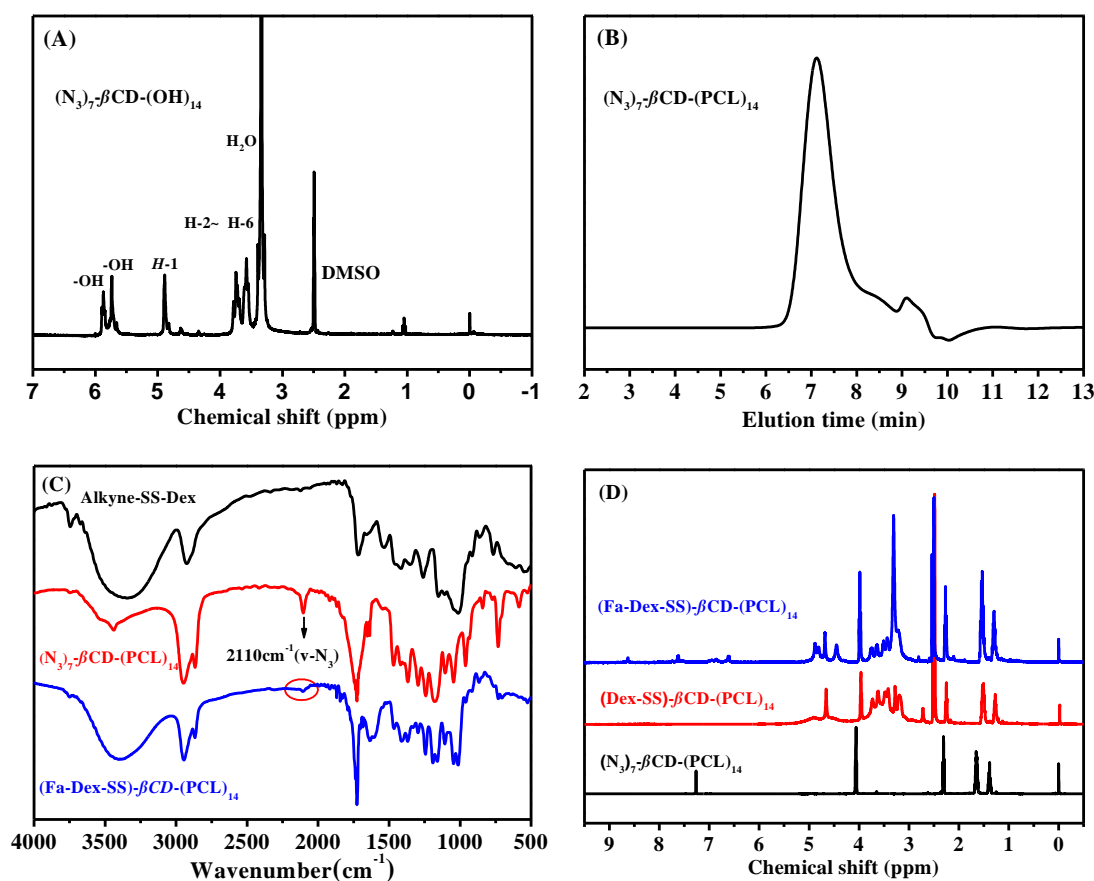 (A)
(N₃)₇-βCD-(OH)₁₄
H₂O
H-2~ H-6
-OH
-OH
H-1
DMSO
7 6 5 4 3 2 1 0 -1
Chemical shift (ppm)
(B)
(N₃)₇-βCD-(PCL)₁₄
2 3 4 5 6 7 8 9 10 11 12 13
Elution time (min)
(C)
Alkyne-SS-Dex
(N₃)₇-βCD-(PCL)₁₄
2110cm⁻¹(v-N₃)
(Fa-Dex-SS)-βCD-(PCL)₁₄
4000 3500 3000 2500 2000 1500 1000 500
Wavenumber(cm⁻¹)
(D)
(Fa-Dex-SS)-βCD-(PCL)₁₄
(Dex-SS)-βCD-(PCL)₁₄
(N₃)₇-βCD-(PCL)₁₄
9 8 7 6 5 4 3 2 1 0
Chemical shift (ppm)